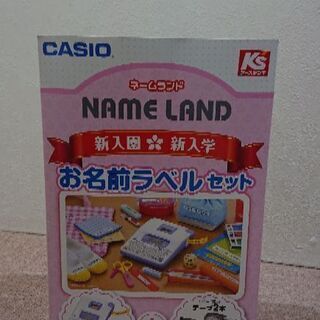 CASIO
K's
ケーズデンキ
ネームランド
NAME LAND
新入園 新入学
お名前ラベルセット
テープ2本